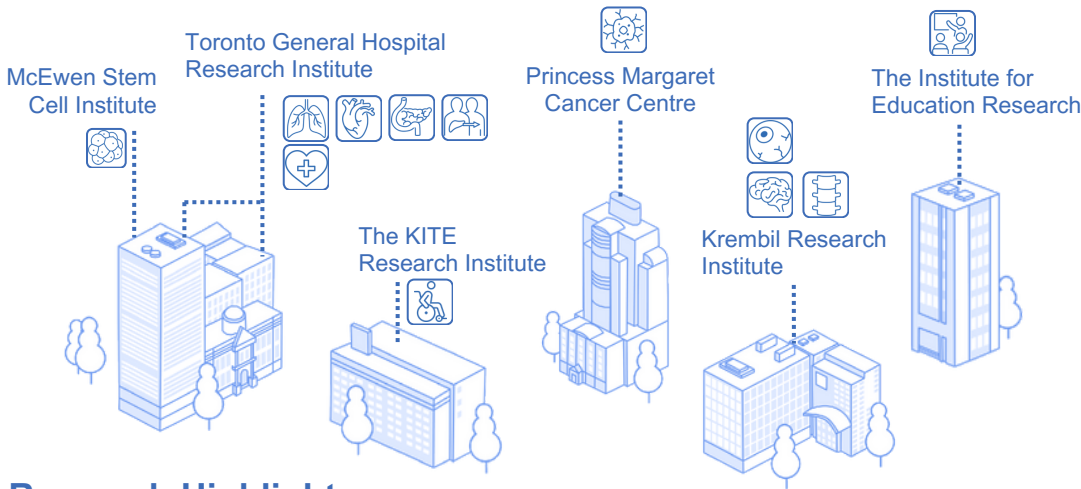 McEwen Stem
Cell Institute
Toronto General Hospital
Research Institute
The KITE
Research Institute
Princess Margaret
Cancer Centre
Krembil Research
Institute
The Institute for
Education Research